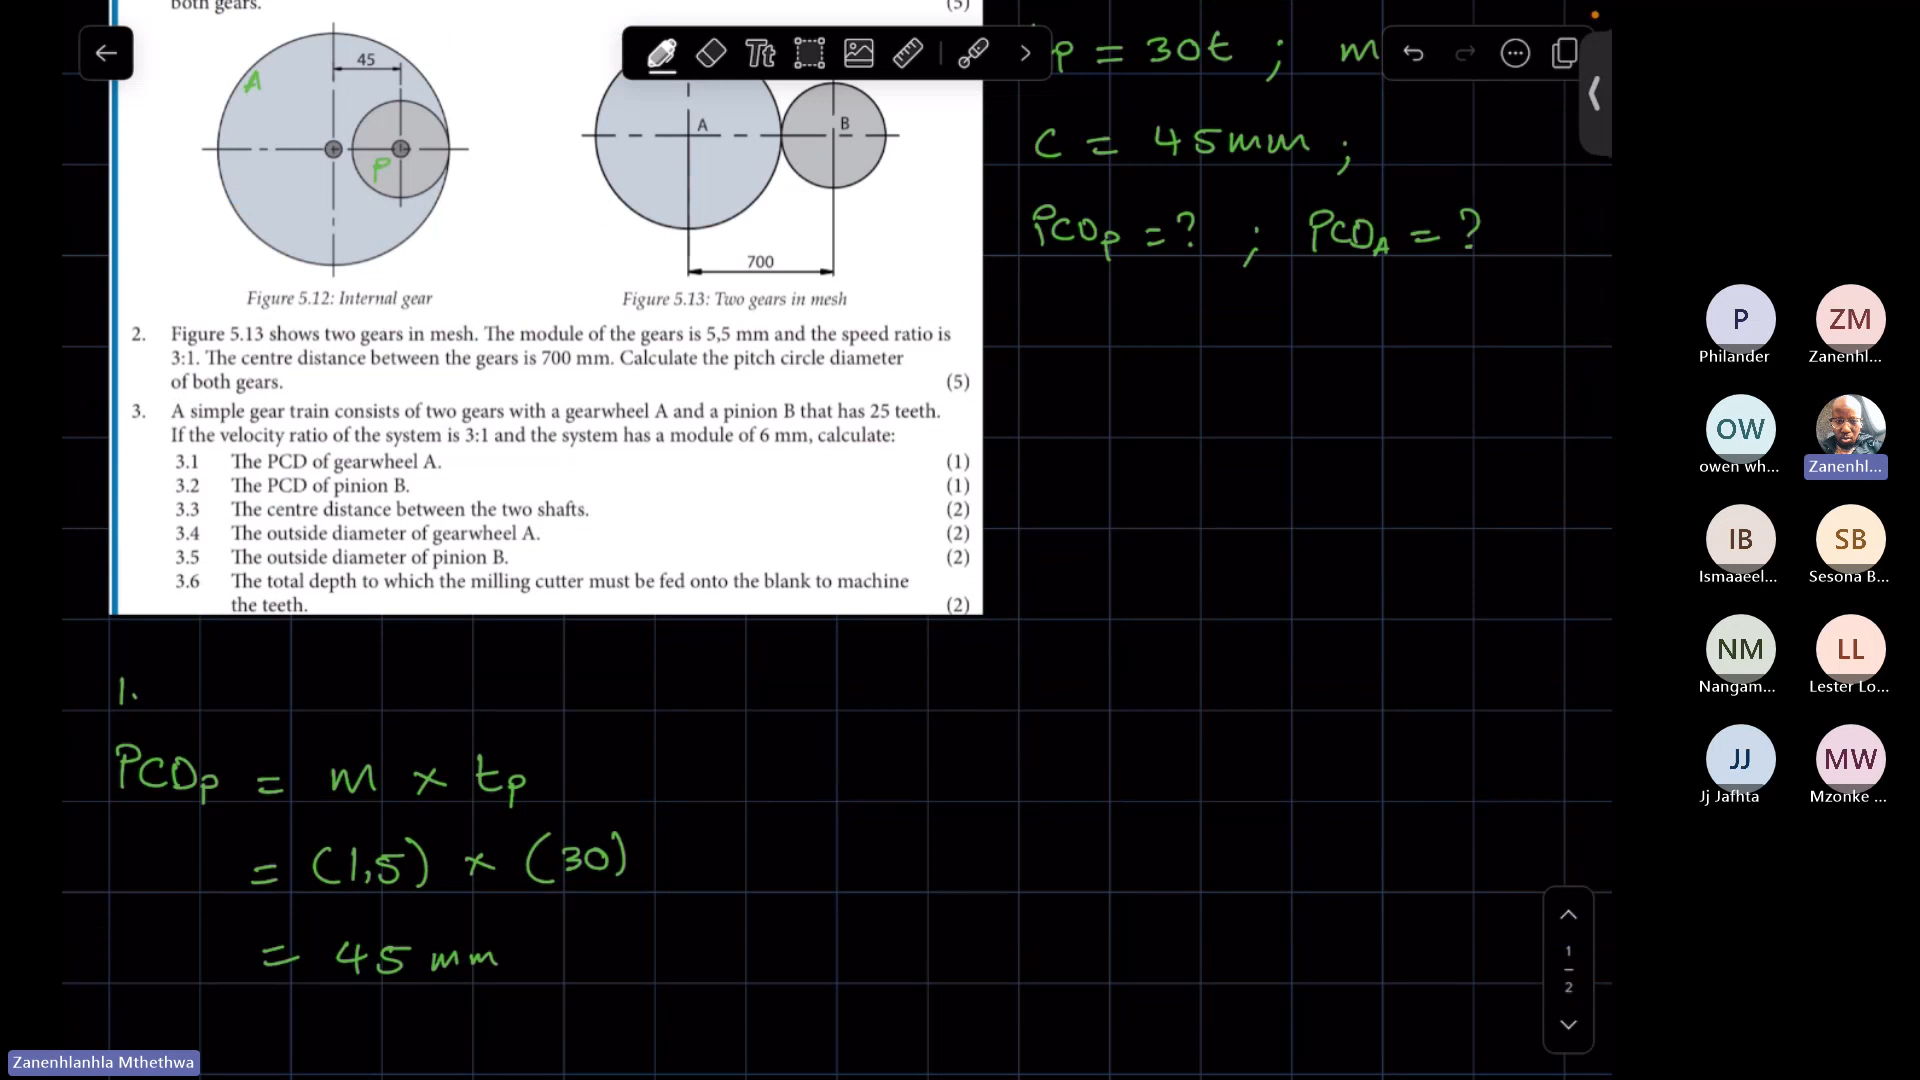 both gears.
(5)
45
A
P
A
B
700
Figure 5.12: Internal gear
Figure 5.13: Two gears in mesh
2. Figure 5.13 shows two gears in mesh. The module of the gears is 5,5 mm and the speed ratio is
3:1. The centre distance between the gears is 700 mm. Calculate the pitch circle diameter
of both gears. (5)
3. A simple gear train consists of two gears with a gearwheel A and a pinion B that has 25 teeth.
If the velocity ratio of the system is 3:1 and the system has a module of 6 mm, calculate:
3.1 The PCD of gearwheel A. (1)
3.2 The PCD of pinion B. (1)
3.3 The centre distance between the two shafts. (2)
3.4 The outside diameter of gearwheel A. (2)
3.5 The outside diameter of pinion B. (2)
3.6 The total depth to which the milling cutter must be fed onto the blank to machine
the teeth. (2)
Tt
p = 30t ; m
c = 45mm ;
PCDp = ? ; PCDA = ?
1.
PCDp = m × tp
= (1,5) × (30)
= 45 mm
1
2
P
Philander
ZM
Zanenhl...
OW
owen wh...
Zanenhl...
IB
Ismaaeel...
SB
Sesona B...
NM
Nangam...
LL
Lester Lo...
JJ
Jj Jafhta
MW
Mzonke ...
Zanenhlanhla Mthethwa